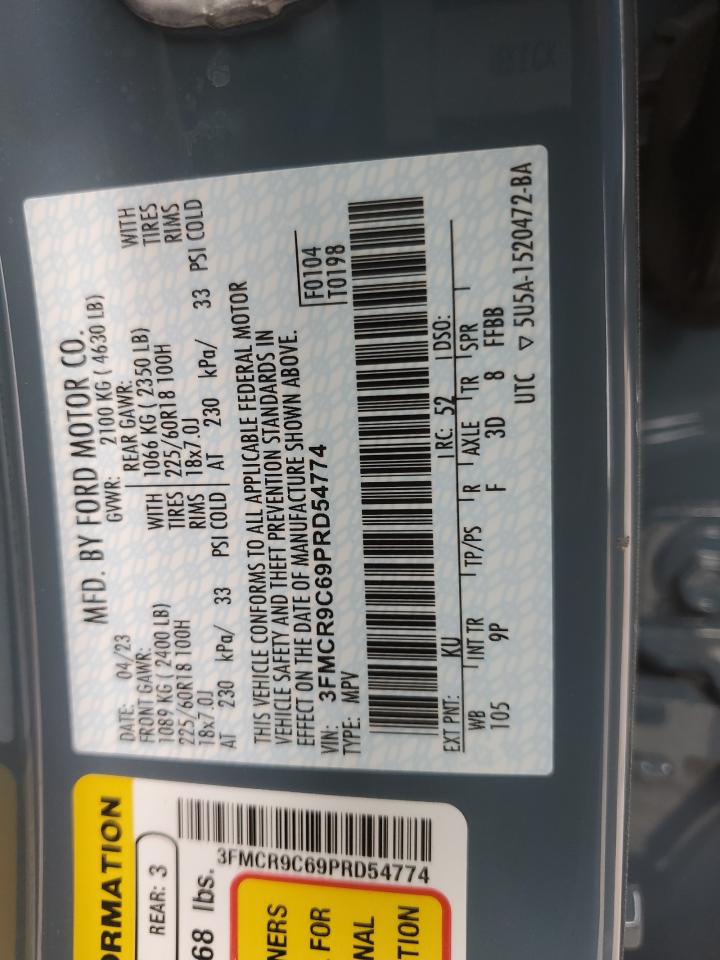 MFD. BY FORD MOTOR CO.
DATE: 04/23 GVWR: 2100 KG ( 4630 LB)
FRONT GAWR: REAR GAWR:
1089 KG ( 2400 LB) WITH 1066 KG ( 2350 LB) WITH
225/60R18 100H TIRES 225/60R18 100H TIRES
18x7.0J RIMS 18x7.0J RIMS
AT 230 kPa/ 33 PSI COLD AT 230 kPa/ 33 PSI COLD
THIS VEHICLE CONFORMS TO ALL APPLICABLE FEDERAL MOTOR
VEHICLE SAFETY AND THEFT PREVENTION STANDARDS IN
EFFECT ON THE DATE OF MANUFACTURE SHOWN ABOVE.
VIN: 3FMCR9C69PRD54774 F0104
TYPE: MPV T0198
EXT PNT: KU RC: 52 DSO:
WB INT TR TP/PS R AXLE TR SPR
105 9P F 3D 8 FFBB
UTC ▽ 5U5A-1520472-BA
ORMATION
REAR: 3
68 lbs.
3FMCR9C69PRD54774
NERS
FOR
NAL
TION